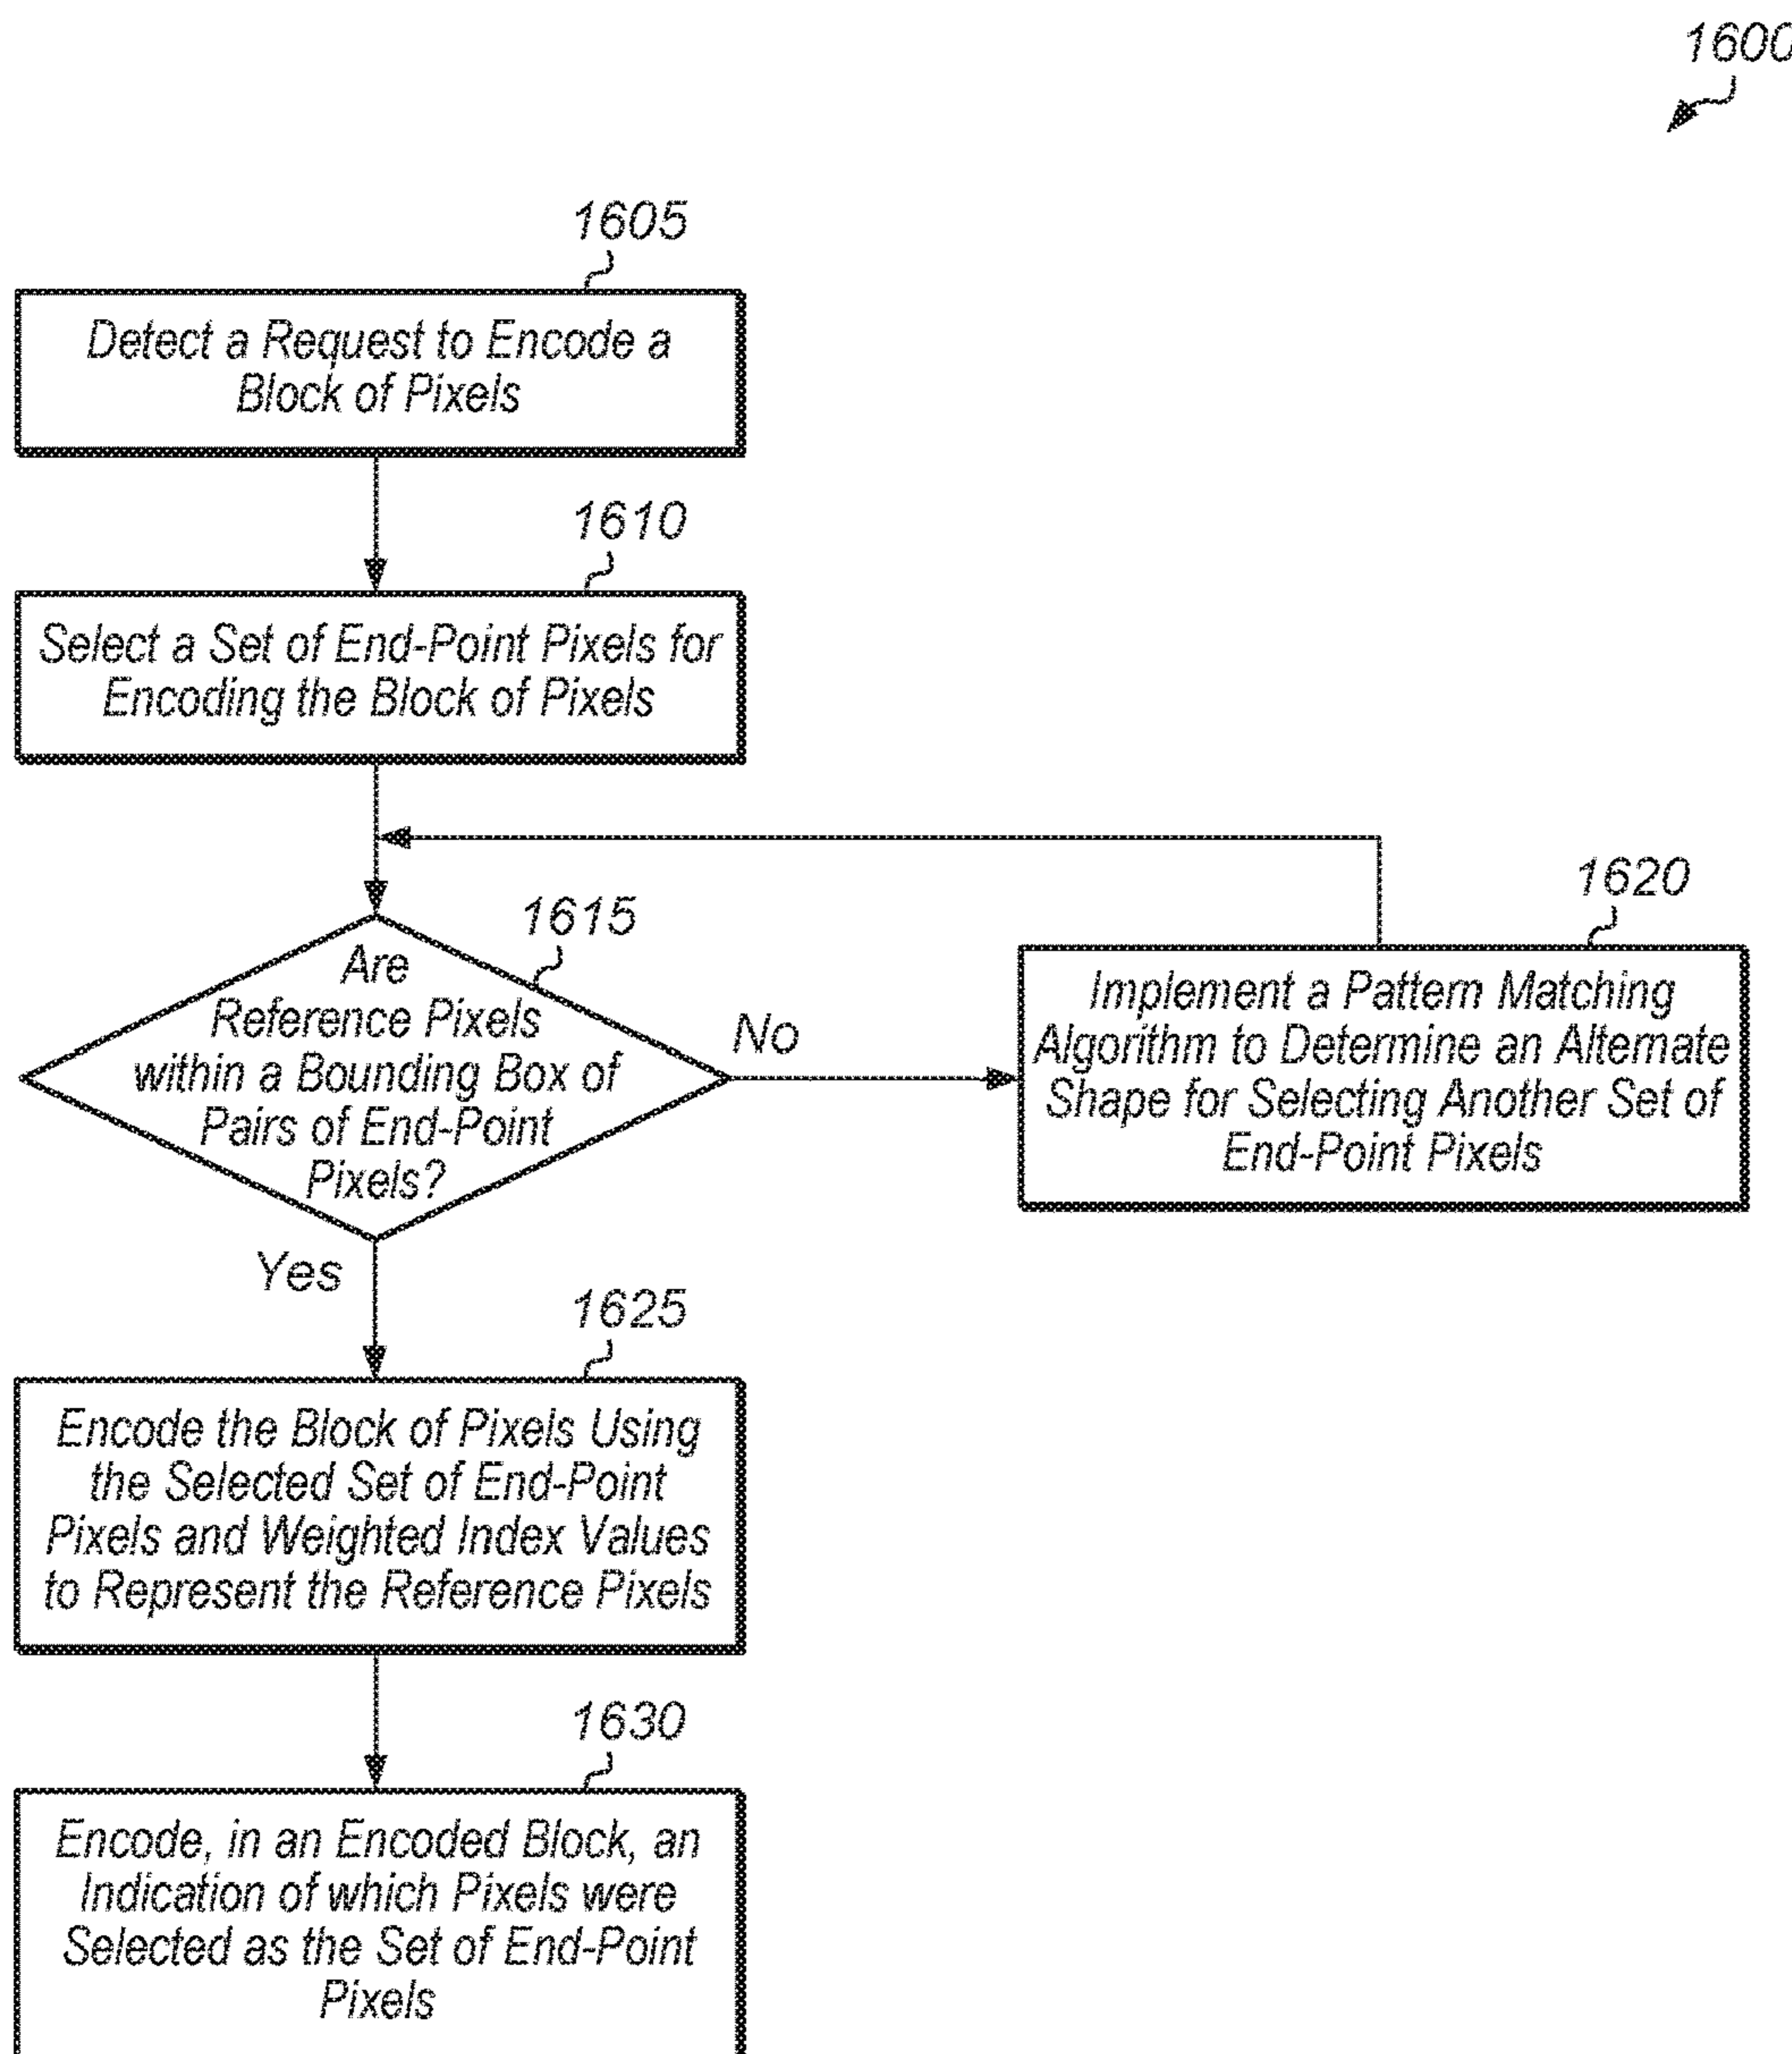 1600
1605
Detect a Request to Encode a
Block of Pixels
1610
Select a Set of End-Point Pixels for
Encoding the Block of Pixels
1615
Are
Reference Pixels
within a Bounding Box of
Pairs of End-Point
Pixels?
No
1620
Implement a Pattern Matching
Algorithm to Determine an Alternate
Shape for Selecting Another Set of
End-Point Pixels
Yes
1625
Encode the Block of Pixels Using
the Selected Set of End-Point
Pixels and Weighted Index Values
to Represent the Reference Pixels
1630
Encode, in an Encoded Block, an
Indication of which Pixels were
Selected as the Set of End-Point
Pixels